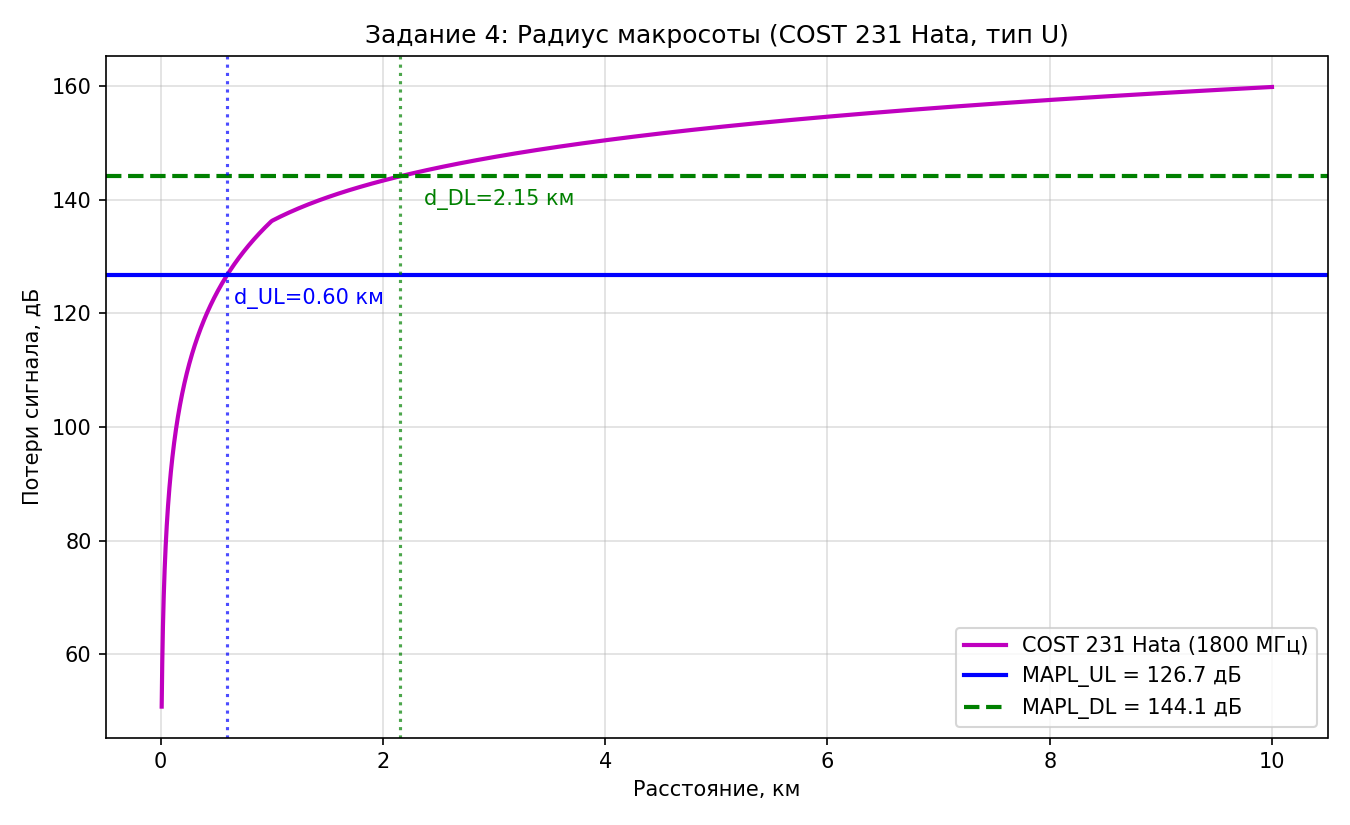 Задание 4: Радиус макросоты (COST 231 Hata, тип U)
Потери сигнала, дБ
160
140
120
100
80
60
d_DL=2.15 км
d_UL=0.60 км
COST 231 Hata (1800 МГц)
MAPL_UL = 126.7 дБ
MAPL_DL = 144.1 дБ
0 2 4 6 8 10
Расстояние, км